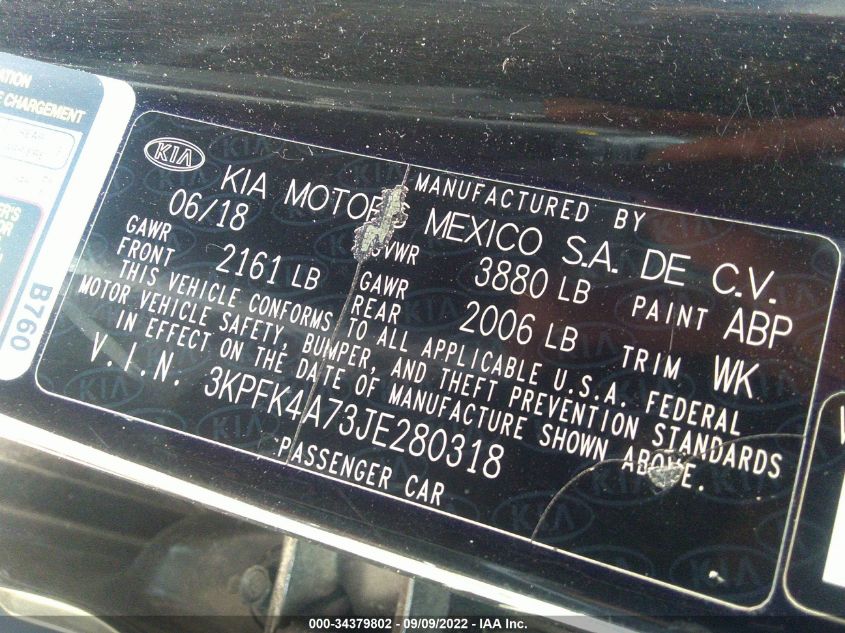 KIA
MANUFACTURED BY
KIA MOTORS MEXICO S.A. DE C.V.
06/18 GVWR 3880 LB PAINT ABP
GAWR FRONT 2161 LB GAWR REAR 2006 LB TRIM WK
THIS VEHICLE CONFORMS TO ALL APPLICABLE U.S.A. FEDERAL
MOTOR VEHICLE SAFETY, BUMPER, AND THEFT PREVENTION STANDARDS
IN EFFECT ON THE DATE OF MANUFACTURE SHOWN ABOVE.
V.I.N. 3KPFK4A73JE280318
PASSENGER CAR
CHARGEMENT
B760
000-34379802 - 09/09/2022 - IAA Inc.